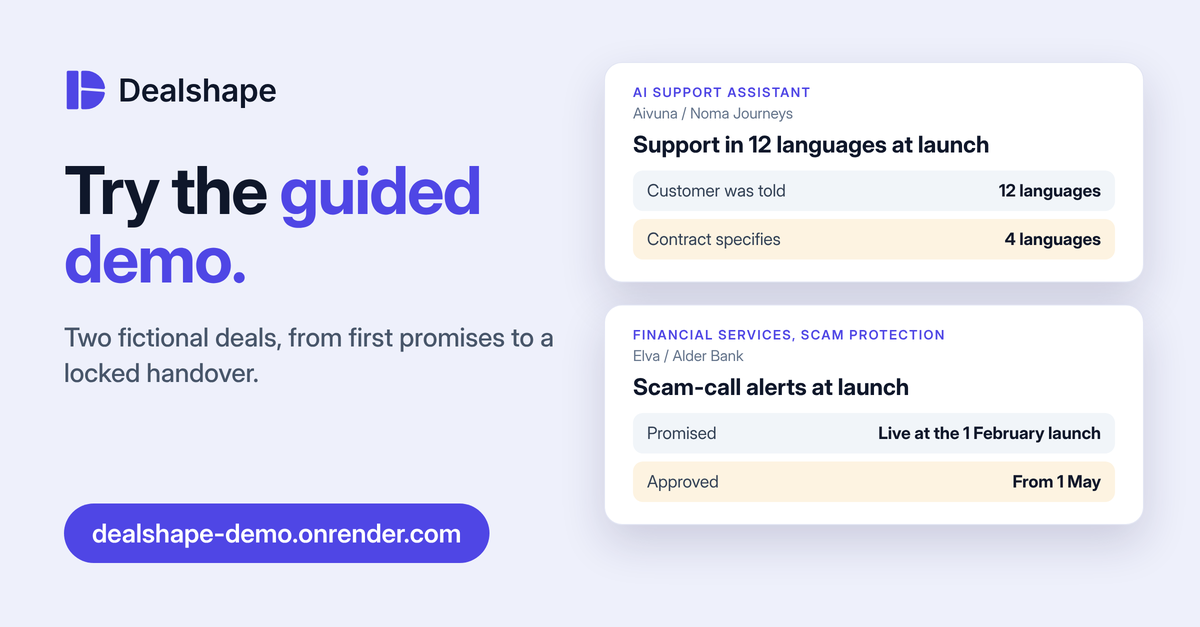 Dealshape
Try the guided
demo.
Two fictional deals, from first promises to a
locked handover.
dealshape-demo.onrender.com
AI SUPPORT ASSISTANT
Aivuna / Noma Journeys
Support in 12 languages at launch
Customer was told 12 languages
Contract specifies 4 languages
FINANCIAL SERVICES, SCAM PROTECTION
Elva / Alder Bank
Scam-call alerts at launch
Promised Live at the 1 February launch
Approved From 1 May